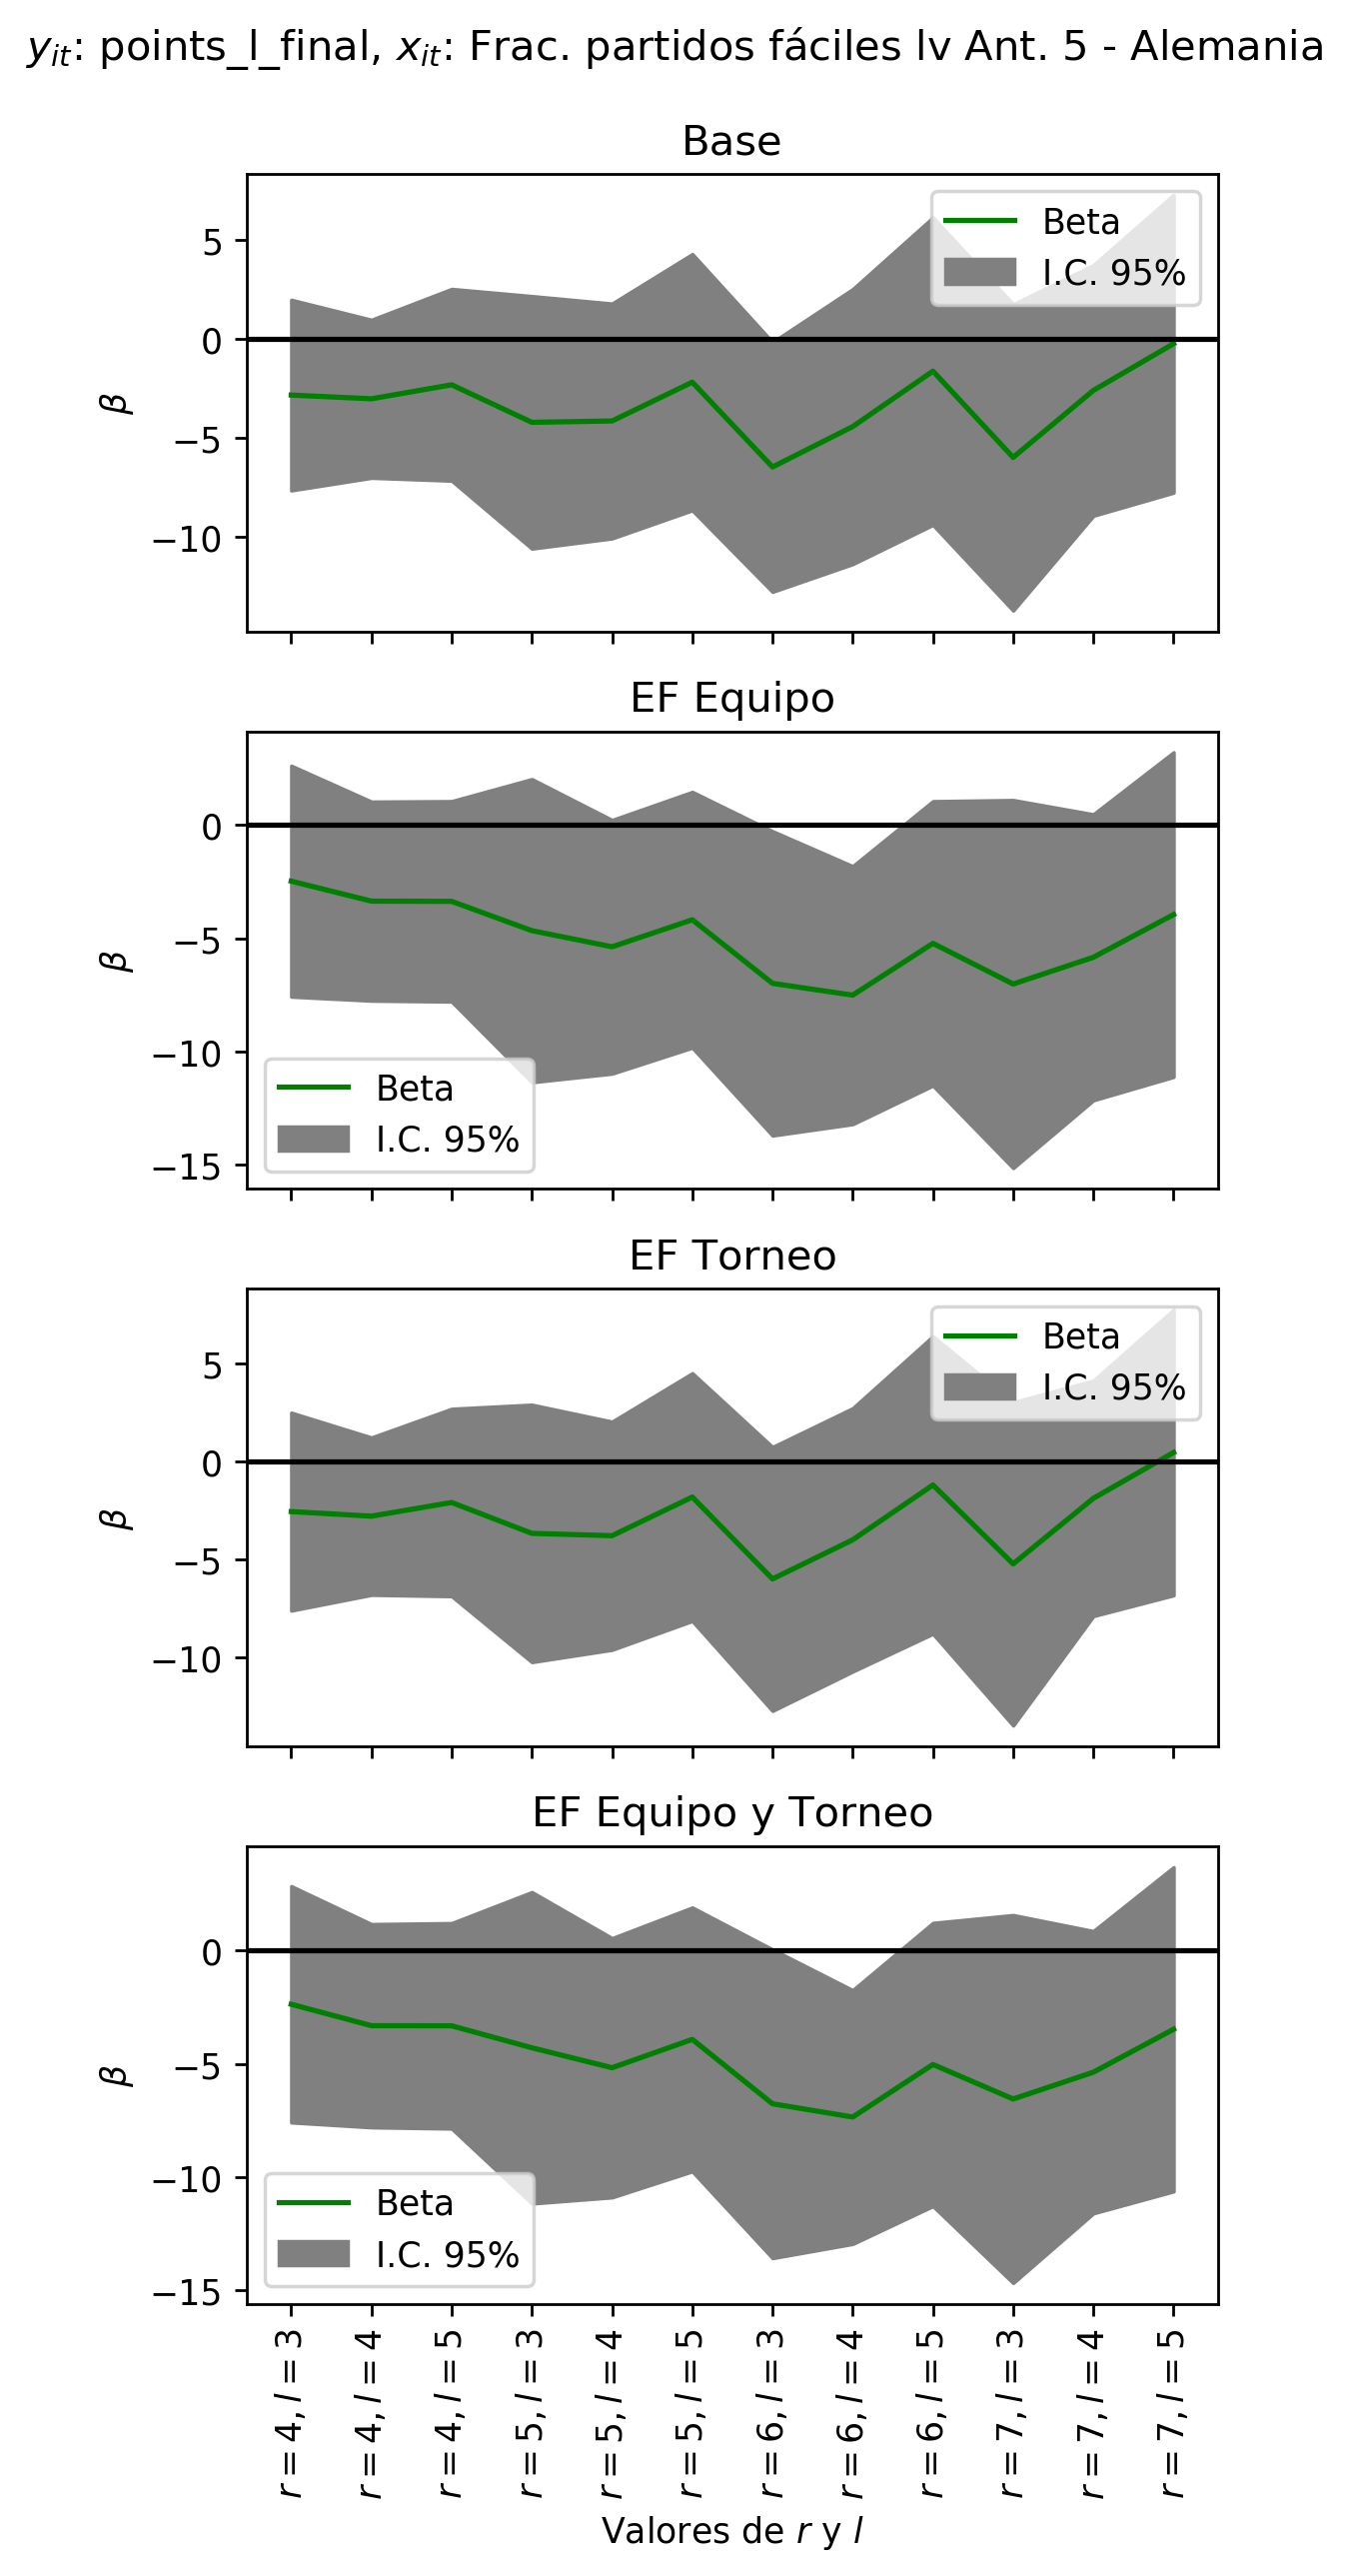 y_it: points_l_final, x_it: Frac. partidos fáciles lv Ant. 5 - Alemania
Base
5
0
−5
−10
β
Beta
I.C. 95%
EF Equipo
0
−5
−10
−15
β
Beta
I.C. 95%
EF Torneo
5
0
−5
−10
β
Beta
I.C. 95%
EF Equipo y Torneo
0
−5
−10
−15
β
Beta
I.C. 95%
r = 4, l = 3
r = 4, l = 4
r = 4, l = 5
r = 5, l = 3
r = 5, l = 4
r = 5, l = 5
r = 6, l = 3
r = 6, l = 4
r = 6, l = 5
r = 7, l = 3
r = 7, l = 4
r = 7, l = 5
Valores de r y l